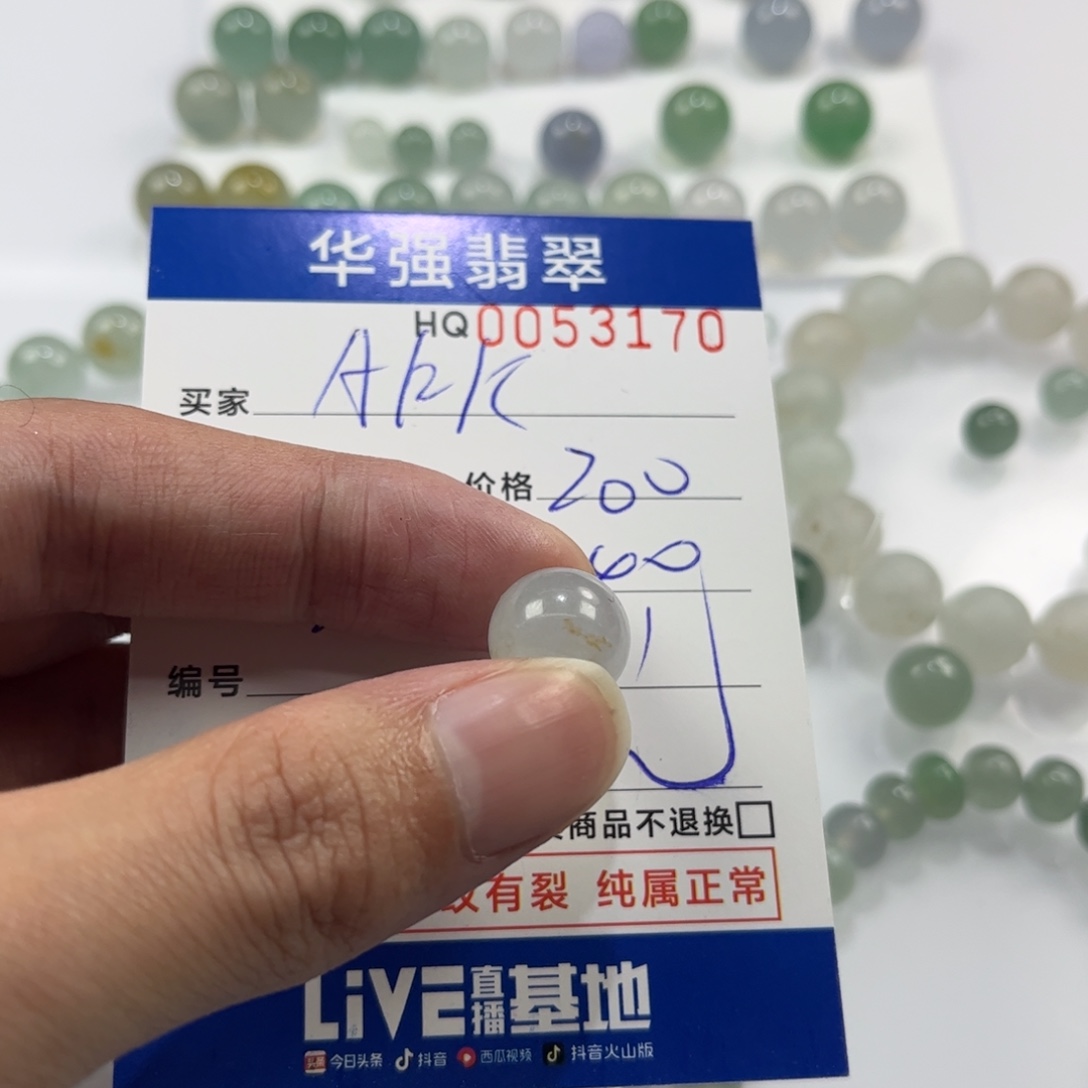 华强翡翠
HQ0053170
买家 ARK
价格 200
60
编号
商品不退换
有裂 纯属正常
LiVE直播基地
今日头条 抖音 西瓜视频 抖音火山版